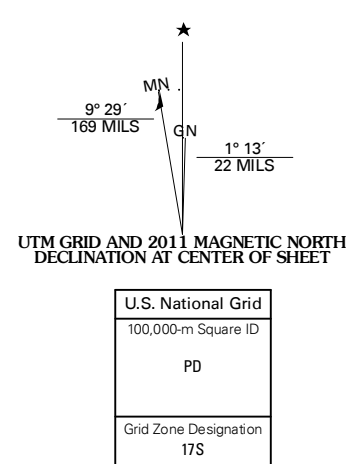 MN
9° 29´
169 MILS
GN
1° 13´
22 MILS
UTM GRID AND 2011 MAGNETIC NORTH
DECLINATION AT CENTER OF SHEET
U.S. National Grid
100,000-m Square ID
PD
Grid Zone Designation
17S